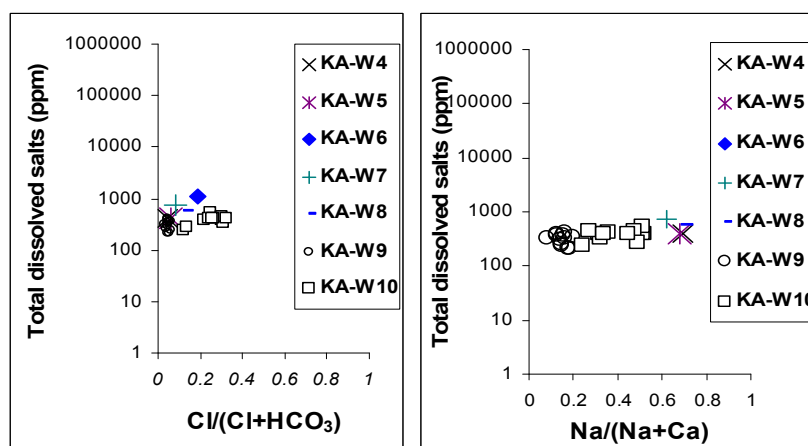 Total dissolved salts (ppm)
1000000
100000
10000
1000
100
10
1
0 0.2 0.4 0.6 0.8 1
Cl/(Cl+HCO₃)
KA-W4
KA-W5
KA-W6
KA-W7
KA-W8
KA-W9
KA-W10
Total dissolved salts (ppm)
1000000
100000
10000
1000
100
10
1
0 0.2 0.4 0.6 0.8 1
Na/(Na+Ca)
KA-W4
KA-W5
KA-W6
KA-W7
KA-W8
KA-W9
KA-W10